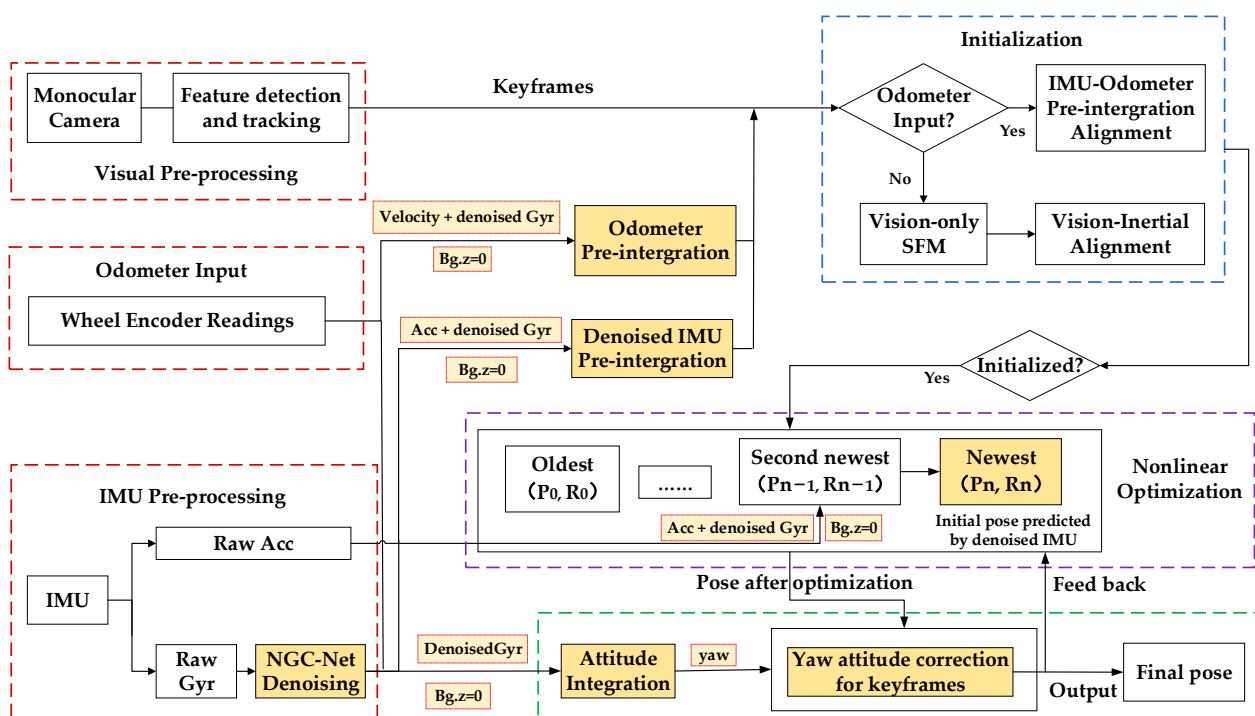 Initialization
Monocular
Camera
Feature detection
and tracking
Visual Pre-processing
Keyframes
Odometer
Input?
Yes
No
IMU-Odometer
Pre-intergration
Alignment
Vision-only
SFM
Vision-Inertial
Alignment
Odometer Input
Wheel Encoder Readings
Velocity + denoised Gyr
Bg.z=0
Odometer
Pre-intergration
Acc + denoised Gyr
Bg.z=0
Denoised IMU
Pre-intergration
Initialized?
Yes
Oldest
(P0, R0)
......
Second newest
(Pn−1, Rn−1)
Newest
(Pn, Rn)
Nonlinear
Optimization
Acc + denoised Gyr
Bg.z=0
Initial pose predicted
by denoised IMU
IMU Pre-processing
Raw Acc
IMU
Raw
Gyr
NGC-Net
Denoising
Pose after optimization
Feed back
DenoisedGyr
Bg.z=0
Attitude
Integration
yaw
Yaw attitude correction
for keyframes
Output
Final pose